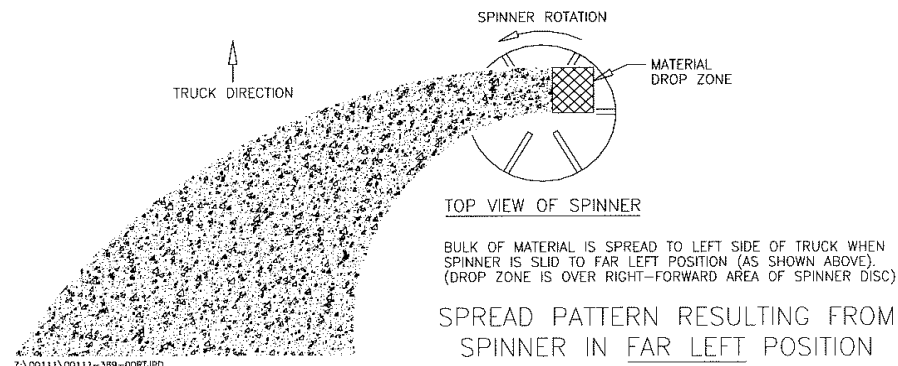 SPINNER ROTATION
TRUCK DIRECTION
MATERIAL
DROP ZONE
TOP VIEW OF SPINNER
BULK OF MATERIAL IS SPREAD TO LEFT SIDE OF TRUCK WHEN
SPINNER IS SLID TO FAR LEFT POSITION (AS SHOWN ABOVE).
(DROP ZONE IS OVER RIGHT-FORWARD AREA OF SPINNER DISC)
SPREAD PATTERN RESULTING FROM
SPINNER IN FAR LEFT POSITION